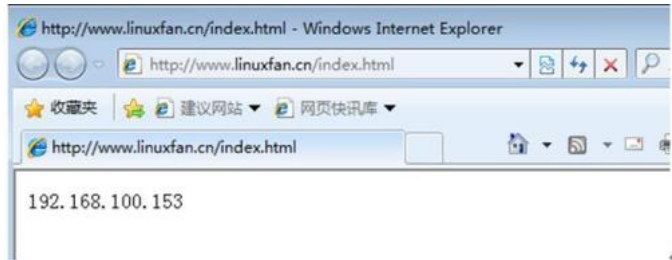 http://www.linuxfan.cn/index.html - Windows Internet Explorer
http://www.linuxfan.cn/index.html
收藏夹 建议网站 网页快讯库
http://www.linuxfan.cn/index.html
192.168.100.153